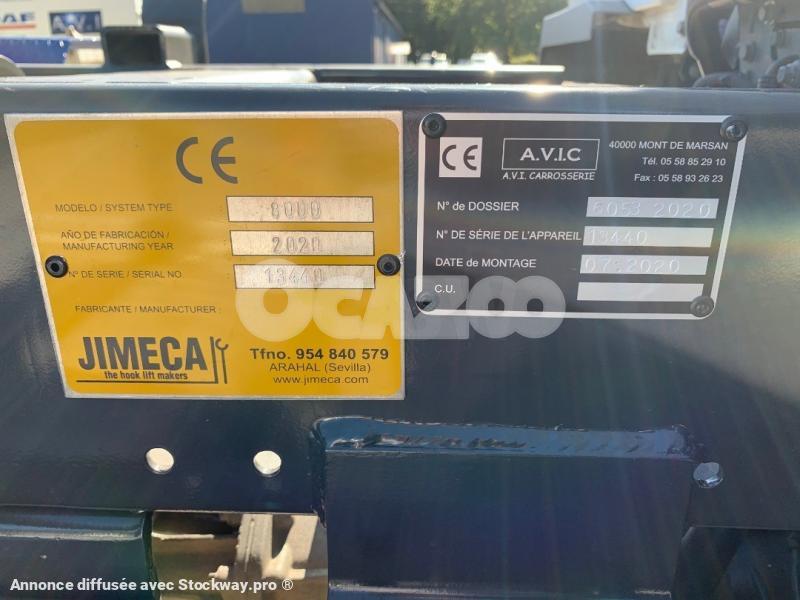 CE
MODELO / SYSTEM TYPE 8000
AÑO DE FABRICACIÓN / MANUFACTURING YEAR 2020
Nº DE SERIE / SERIAL NO. 13440
FABRICANTE / MANUFACTURER :
JIMECA
the hook lift makers
Tfno. 954 840 579
ARAHAL (Sevilla)
www.jimeca.com
CE
A.V.I.C
A.V.I. CARROSSERIE
40000 MONT DE MARSAN
Tél. 05 58 85 29 10
Fax : 05 58 93 26 23
N° de DOSSIER 6053 2020
N° DE SÉRIE DE L'APPAREIL 13440
DATE de MONTAGE 07.2020
C.U.
OCAZOO
Annonce diffusée avec Stockway.pro ®